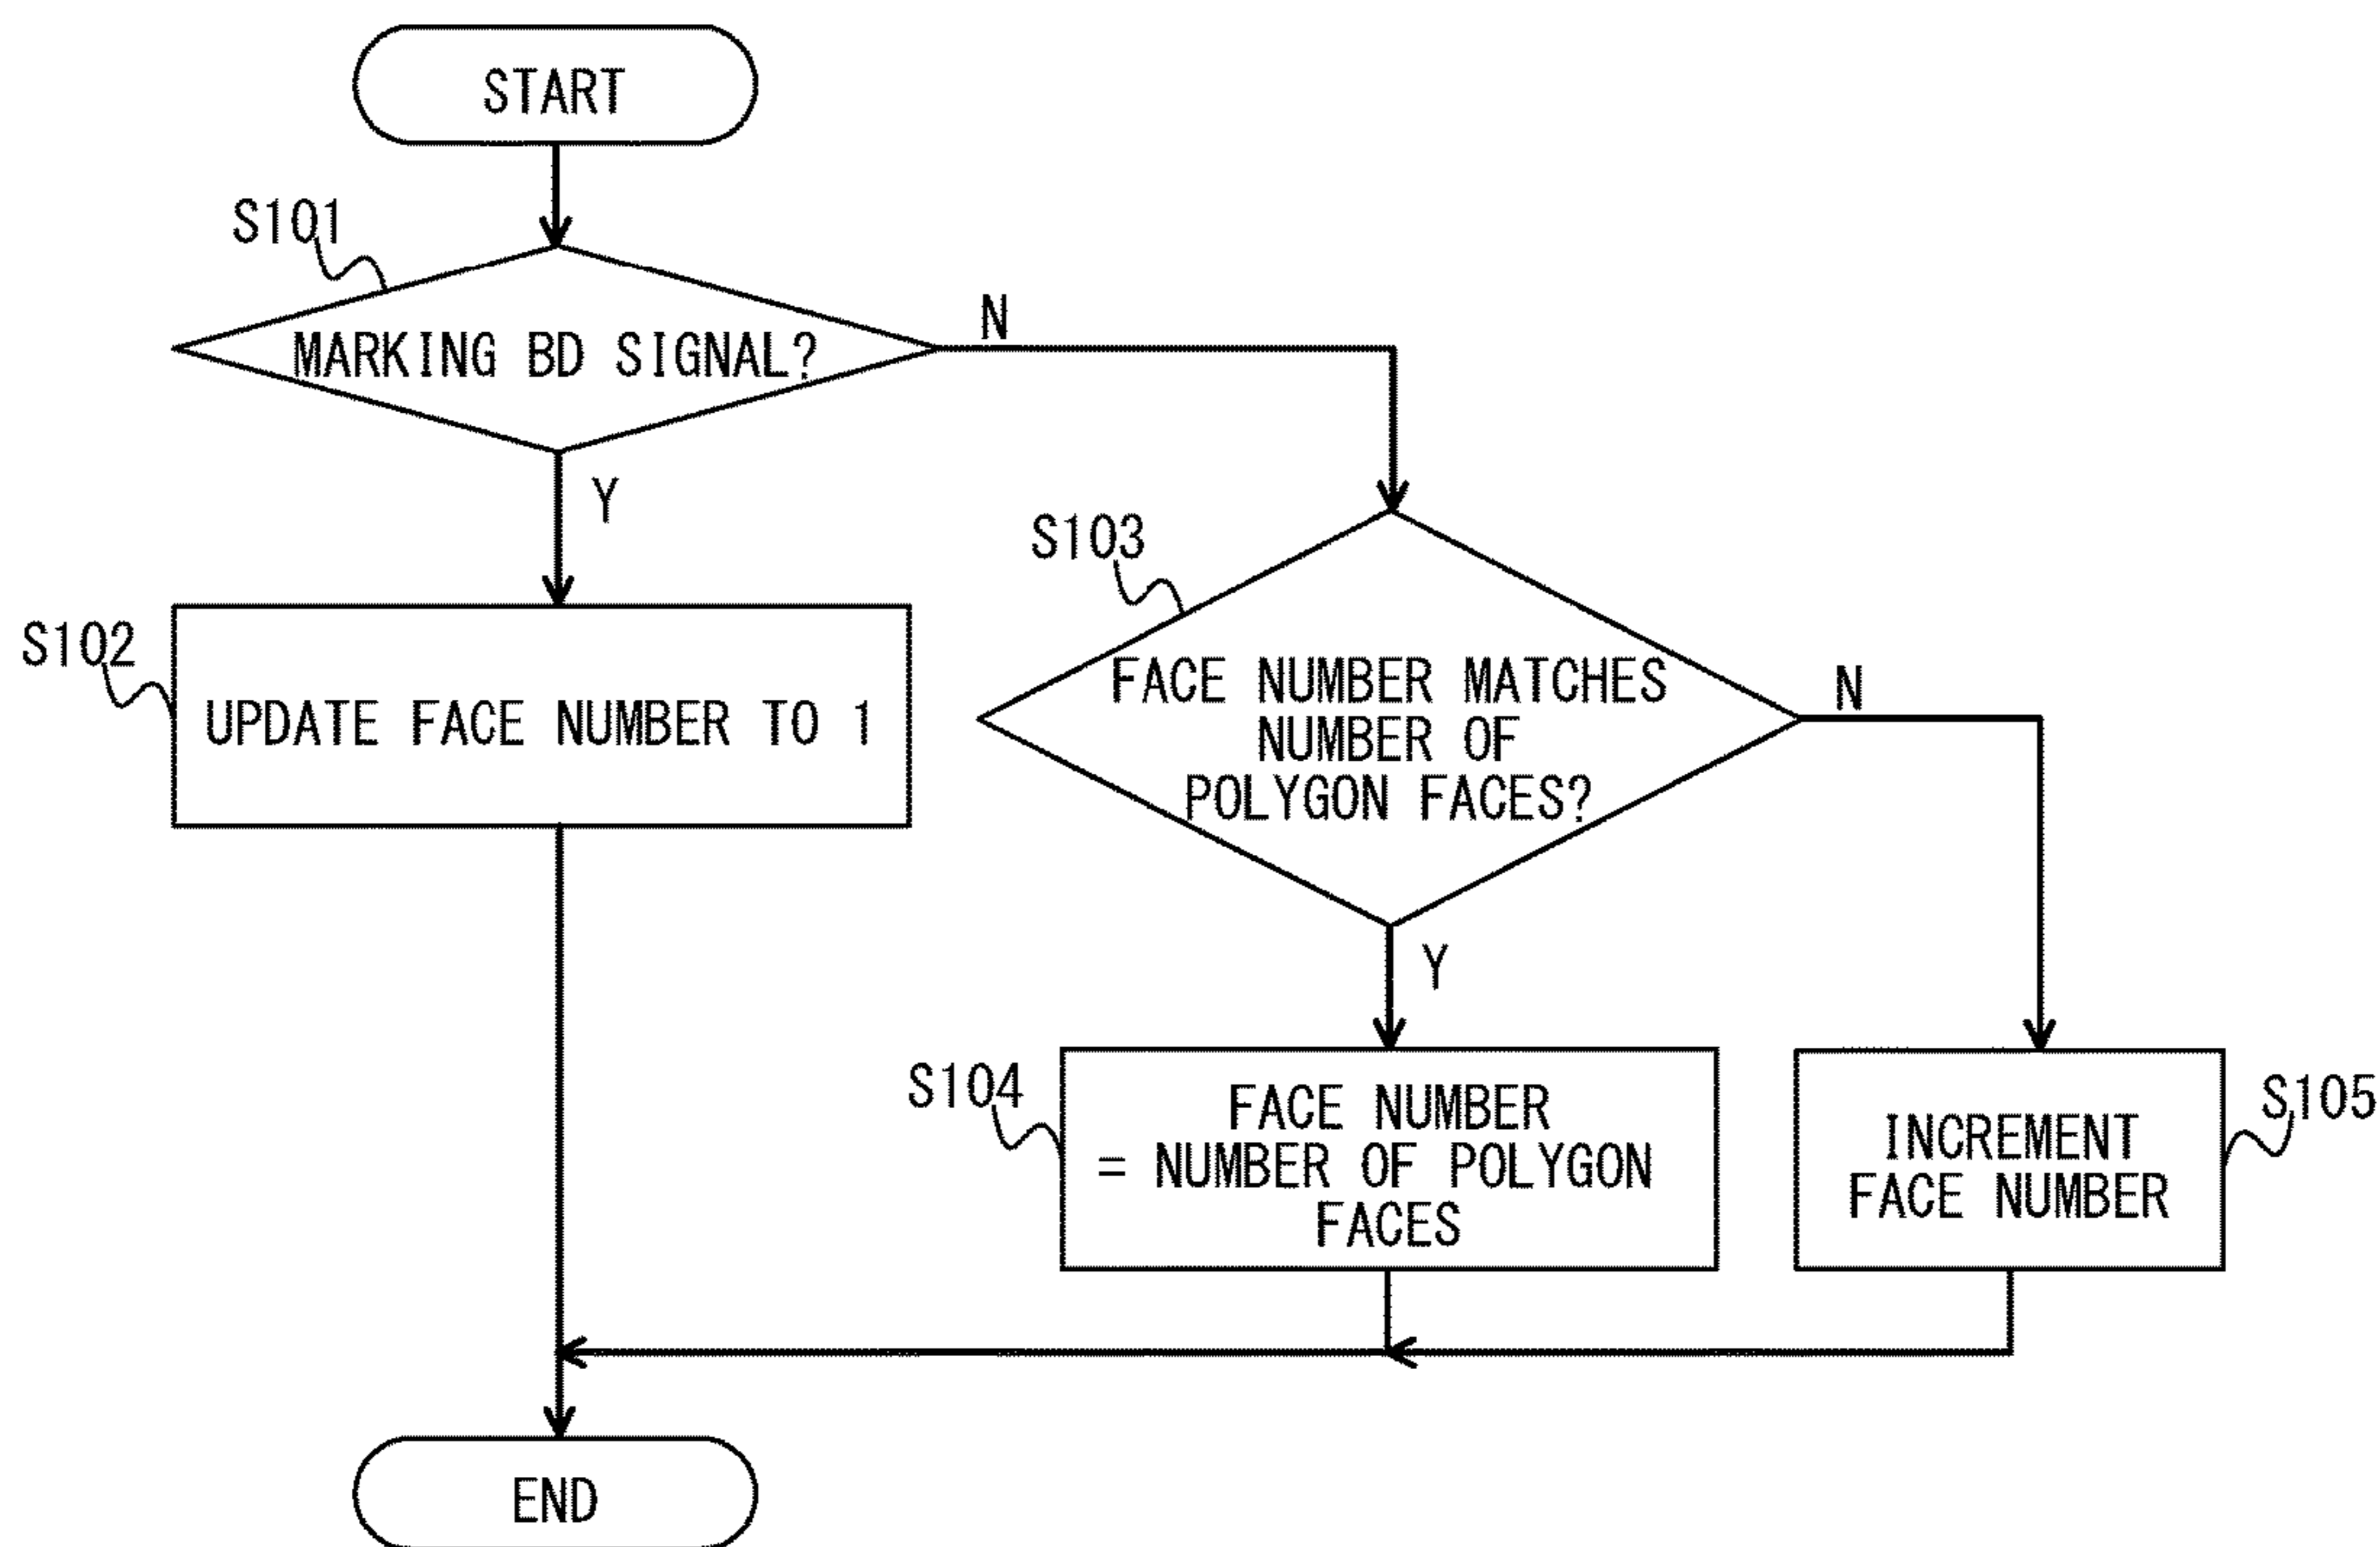 START
S101
MARKING BD SIGNAL?
N
Y
S102
UPDATE FACE NUMBER TO 1
S103
FACE NUMBER MATCHES
NUMBER OF
POLYGON FACES?
N
Y
S104
FACE NUMBER
= NUMBER OF POLYGON
FACES
INCREMENT
FACE NUMBER
S105
END